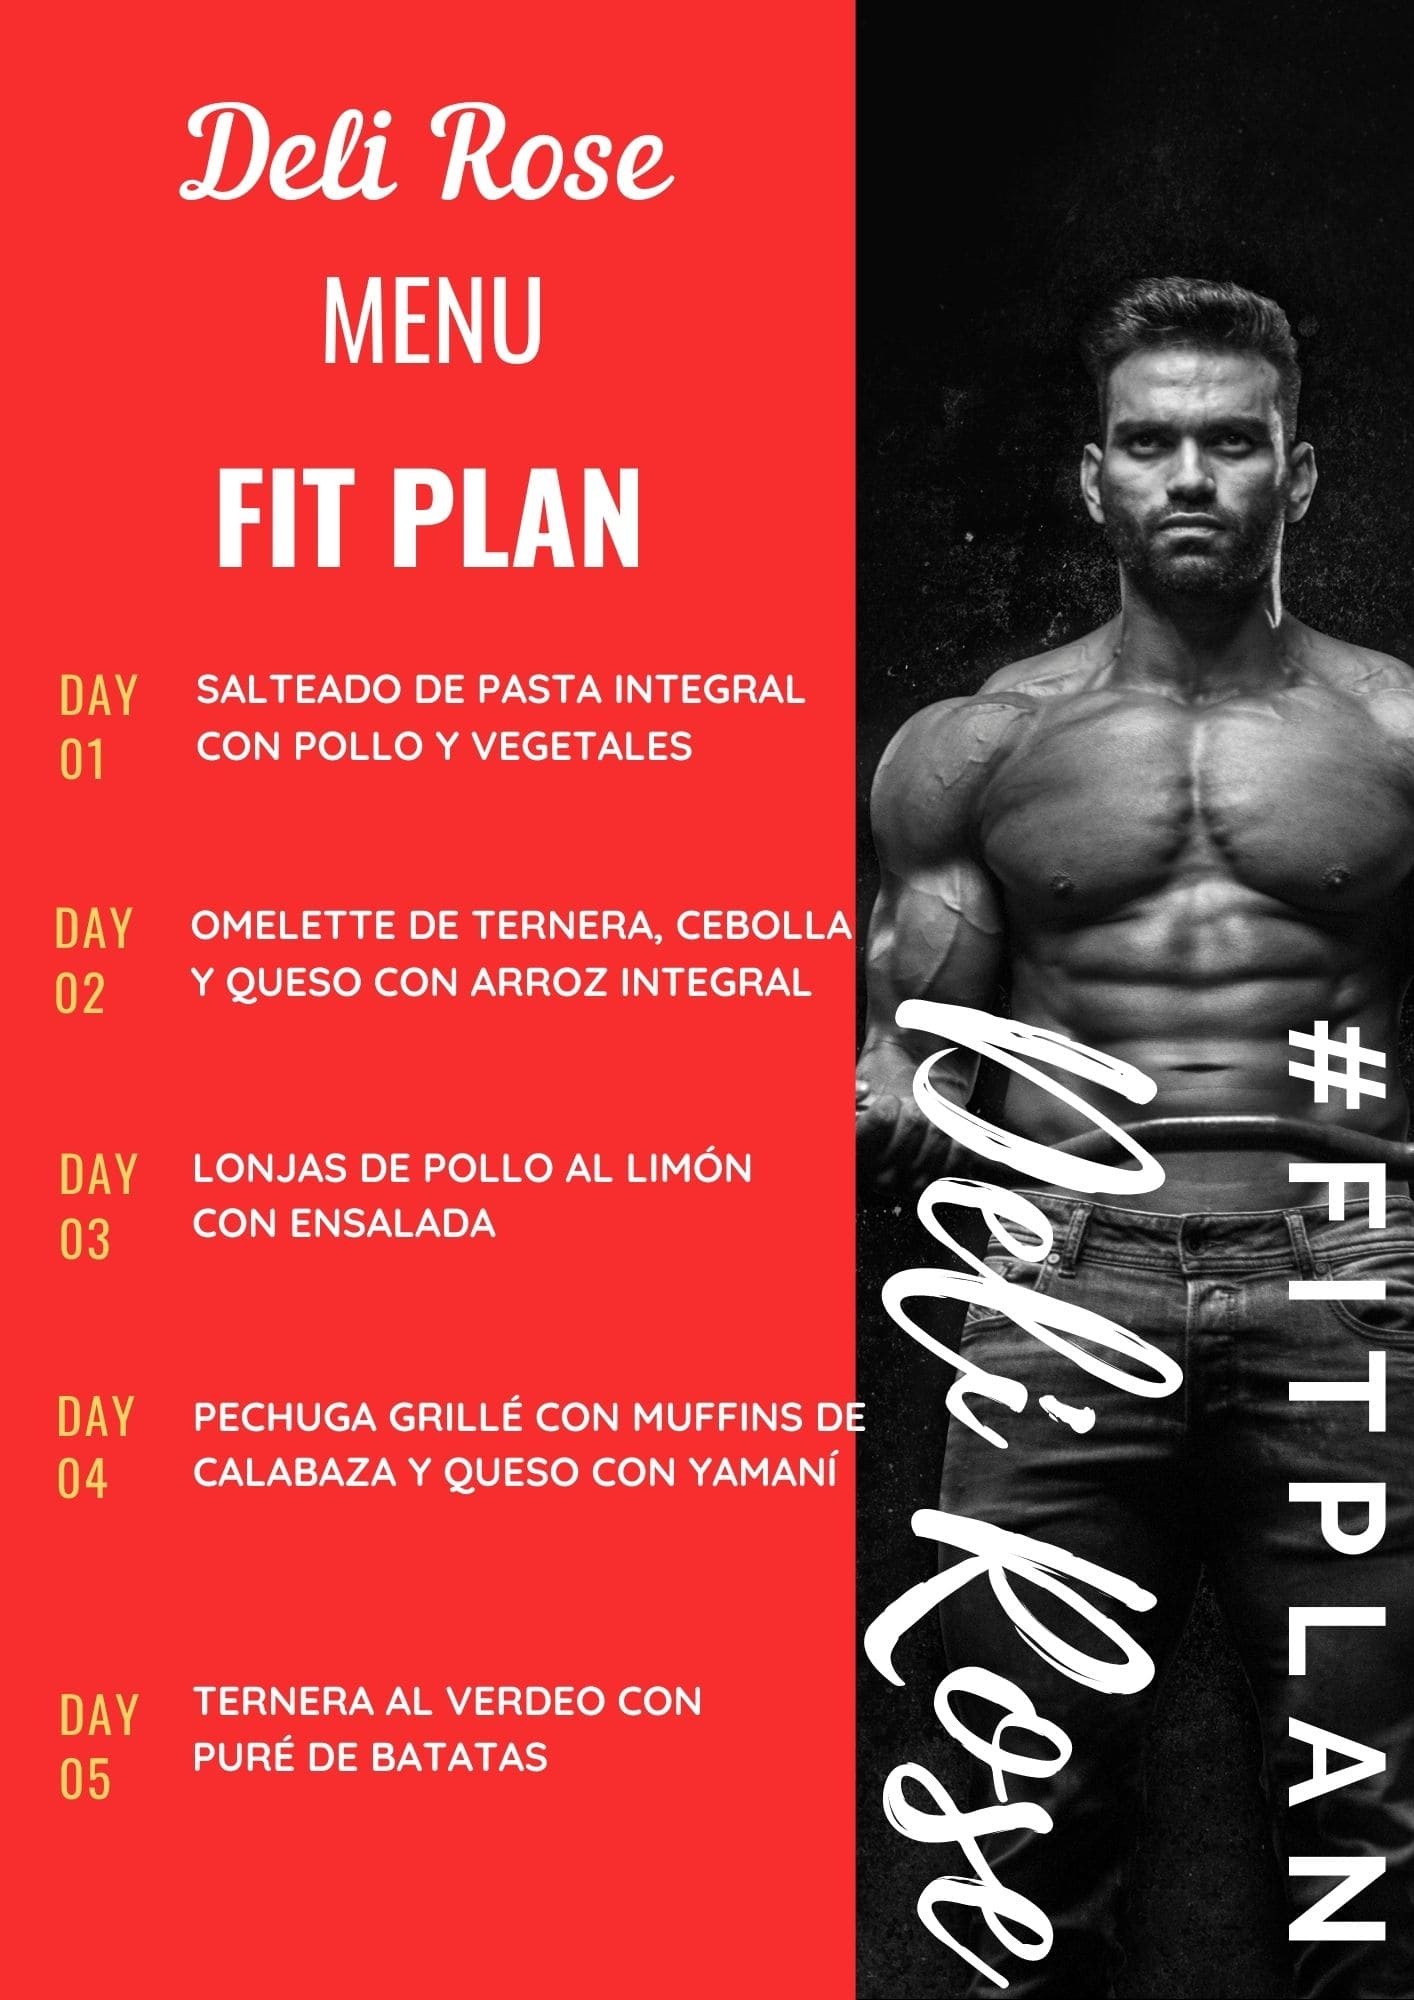 Deli Rose
MENU
FIT PLAN
DAY
01
SALTEADO DE PASTA INTEGRAL
CON POLLO Y VEGETALES
DAY
02
OMELETTE DE TERNERA, CEBOLLA
Y QUESO CON ARROZ INTEGRAL
DAY
03
LONJAS DE POLLO AL LIMÓN
CON ENSALADA
DAY
04
PECHUGA GRILLÉ CON MUFFINS DE
CALABAZA Y QUESO CON YAMANÍ
DAY
05
TERNERA AL VERDEO CON
PURÉ DE BATATAS
#FITPLAN
Deli Rose